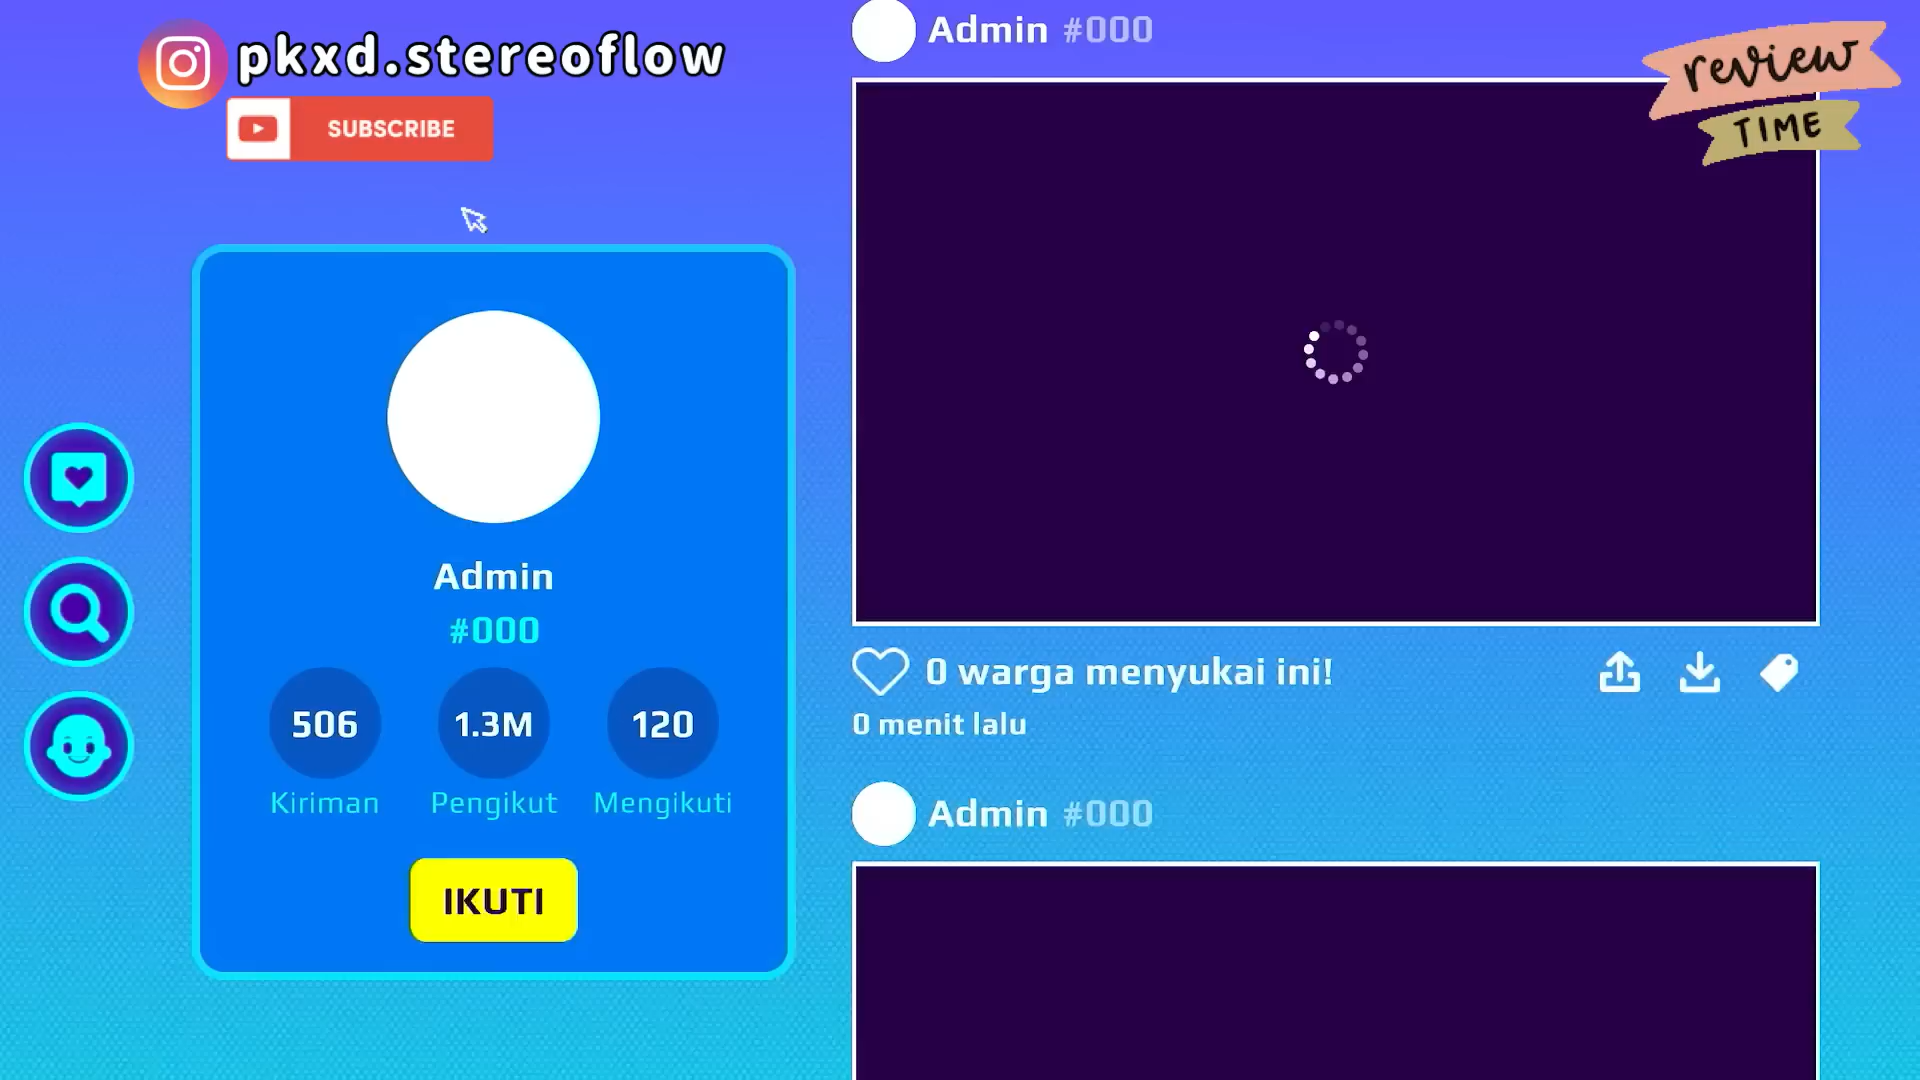 pkxd.stereoflow
SUBSCRIBE
Admin
#000
506
1.3M
120
Kiriman
Pengikut
Mengikuti
IKUTI
Admin #000
review
TIME
0 warga menyukai ini!
0 menit lalu
Admin #000